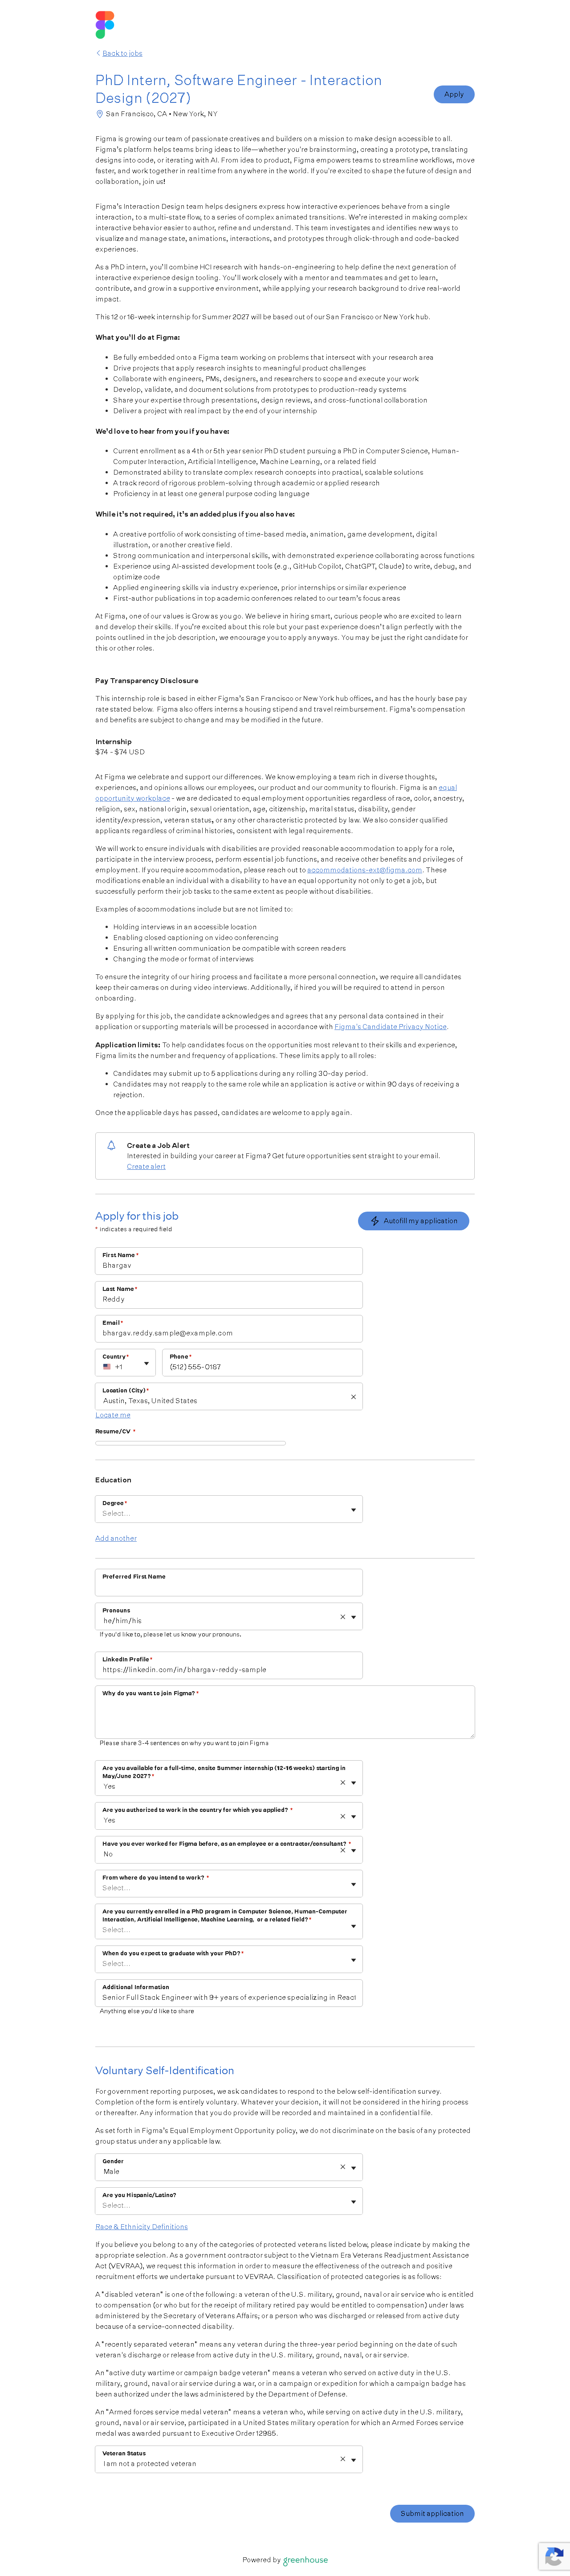 Back to jobs
PhD Intern, Software Engineer - Interaction
Design (2027)
Apply
San Francisco, CA • New York, NY
Figma is growing our team of passionate creatives and builders on a mission to make design accessible to all.
Figma's platform helps teams bring ideas to life—whether you're brainstorming, creating a prototype, translating
designs into code, or iterating with AI. From idea to product, Figma empowers teams to streamline workflows, move
faster, and work together in real time from anywhere in the world. If you're excited to shape the future of design and
collaboration, join us!
Figma's Interaction Design team helps designers express how interactive experiences behave from a single
interaction, to a multi-state flow, to a series of complex animated transitions. We're interested in making complex
interactive behavior easier to author, refine and understand. This team investigates and identifies new ways to
visualize and manage state, animations, interactions, and prototypes through click-through and code-backed
experiences.
As a PhD intern, you'll combine HCI research with hands-on-engineering to help define the next generation of
interactive experience design tooling. You'll work closely with a mentor and teammates and get to learn,
contribute, and grow in a supportive environment, while applying your research background to drive real-world
impact.
This 12 or 16-week internship for Summer 2027 will be based out of our San Francisco or New York hub.
What you'll do at Figma:
• Be fully embedded onto a Figma team working on problems that intersect with your research area
• Drive projects that apply research insights to meaningful product challenges
• Collaborate with engineers, PMs, designers, and researchers to scope and execute your work
• Develop, validate, and document solutions from prototypes to production-ready systems
• Share your expertise through presentations, design reviews, and cross-functional collaboration
• Deliver a project with real impact by the end of your internship
We'd love to hear from you if you have:
• Current enrollment as a 4th or 5th year senior PhD student pursuing a PhD in Computer Science, Human-
Computer Interaction, Artificial Intelligence, Machine Learning, or a related field
• Demonstrated ability to translate complex research concepts into practical, scalable solutions
• A track record of rigorous problem-solving through academic or applied research
• Proficiency in at least one general purpose coding language
While it's not required, it's an added plus if you also have:
• A creative portfolio of work consisting of time-based media, animation, game development, digital
illustration, or another creative field.
• Strong communication and interpersonal skills, with demonstrated experience collaborating across functions
• Experience using AI-assisted development tools (e.g., GitHub Copilot, ChatGPT, Claude) to write, debug, and
optimize code
• Applied engineering skills via industry experience, prior internships or similar experience
• First-author publications in top academic conferences related to our team's focus areas
At Figma, one of our values is Grow as you go. We believe in hiring smart, curious people who are excited to learn
and develop their skills. If you're excited about this role but your past experience doesn't align perfectly with the
points outlined in the job description, we encourage you to apply anyways. You may be just the right candidate for
this or other roles.
Pay Transparency Disclosure
This internship role is based in either Figma's San Francisco or New York hub offices, and has the hourly base pay
rate stated below. Figma also offers interns a housing stipend and travel reimbursement. Figma's compensation
and benefits are subject to change and may be modified in the future.
Internship
$74 - $74 USD
At Figma we celebrate and support our differences. We know employing a team rich in diverse thoughts,
experiences, and opinions allows our employees, our product and our community to flourish. Figma is an equal
opportunity workplace - we are dedicated to equal employment opportunities regardless of race, color, ancestry,
religion, sex, national origin, sexual orientation, age, citizenship, marital status, disability, gender
identity/expression, veteran status, or any other characteristic protected by law. We also consider qualified
applicants regardless of criminal histories, consistent with legal requirements.
We will work to ensure individuals with disabilities are provided reasonable accommodation to apply for a role,
participate in the interview process, perform essential job functions, and receive other benefits and privileges of
employment. If you require accommodation, please reach out to accommodations-ext@figma.com. These
modifications enable an individual with a disability to have an equal opportunity not only to get a job, but
successfully perform their job tasks to the same extent as people without disabilities.
Examples of accommodations include but are not limited to:
• Holding interviews in an accessible location
• Enabling closed captioning on video conferencing
• Ensuring all written communication be compatible with screen readers
• Changing the mode or format of interviews
To ensure the integrity of our hiring process and facilitate a more personal connection, we require all candidates
keep their cameras on during video interviews. Additionally, if hired you will be required to attend in person
onboarding.
By applying for this job, the candidate acknowledges and agrees that any personal data contained in their
application or supporting materials will be processed in accordance with Figma's Candidate Privacy Notice.
Application limits: To help candidates focus on the opportunities most relevant to their skills and experience,
Figma limits the number and frequency of applications. These limits apply to all roles:
• Candidates may submit up to 5 applications during any rolling 30-day period.
• Candidates may not reapply to the same role while an application is active or within 90 days of receiving a
rejection.
Once the applicable days has passed, candidates are welcome to apply again.
Create a Job Alert
Interested in building your career at Figma? Get future opportunities sent straight to your email.
Create alert
Apply for this job
* indicates a required field
Autofill my application
First Name*
Bhargav
Last Name*
Reddy
Email*
bhargav.reddy.sample@example.com
Country* Phone*
+1 (512) 555-0187
Location (City)*
Austin, Texas, United States
Locate me
Resume/CV *
Education
Degree*
Select...
Add another
Preferred First Name
Pronouns
he/him/his
If you'd like to, please let us know your pronouns.
LinkedIn Profile*
https://linkedin.com/in/bhargav-reddy-sample
Why do you want to join Figma?*
Please share 3-4 sentences on why you want to join Figma
Are you available for a full-time, onsite Summer internship (12-16 weeks) starting in
May/June 2027?*
Yes
Are you authorized to work in the country for which you applied? *
Yes
Have you ever worked for Figma before, as an employee or a contractor/consultant? *
No
From where do you intend to work? *
Select...
Are you currently enrolled in a PhD program in Computer Science, Human-Computer
Interaction, Artificial Intelligence, Machine Learning, or a related field?*
Select...
When do you expect to graduate with your PhD?*
Select...
Additional Information
Senior Full Stack Engineer with 9+ years of experience specializing in React
Anything else you'd like to share
Voluntary Self-Identification
For government reporting purposes, we ask candidates to respond to the below self-identification survey.
Completion of the form is entirely voluntary. Whatever your decision, it will not be considered in the hiring process
or thereafter. Any information that you do provide will be recorded and maintained in a confidential file.
As set forth in Figma's Equal Employment Opportunity policy, we do not discriminate on the basis of any protected
group status under any applicable law.
Gender
Male
Are you Hispanic/Latino?
Select...
Race & Ethnicity Definitions
If you believe you belong to any of the categories of protected veterans listed below, please indicate by making the
appropriate selection. As a government contractor subject to the Vietnam Era Veterans Readjustment Assistance
Act (VEVRAA), we request this information in order to measure the effectiveness of the outreach and positive
recruitment efforts we undertake pursuant to VEVRAA. Classification of protected categories is as follows:
A "disabled veteran" is one of the following: a veteran of the U.S. military, ground, naval or air service who is entitled
to compensation (or who but for the receipt of military retired pay would be entitled to compensation) under laws
administered by the Secretary of Veterans Affairs; or a person who was discharged or released from active duty
because of a service-connected disability.
A "recently separated veteran" means any veteran during the three-year period beginning on the date of such
veteran's discharge or release from active duty in the U.S. military, ground, naval, or air service.
An "active duty wartime or campaign badge veteran" means a veteran who served on active duty in the U.S.
military, ground, naval or air service during a war, or in a campaign or expedition for which a campaign badge has
been authorized under the laws administered by the Department of Defense.
An "Armed forces service medal veteran" means a veteran who, while serving on active duty in the U.S. military,
ground, naval or air service, participated in a United States military operation for which an Armed Forces service
medal was awarded pursuant to Executive Order 12985.
Veteran Status
I am not a protected veteran
Submit application
Powered by greenhouse